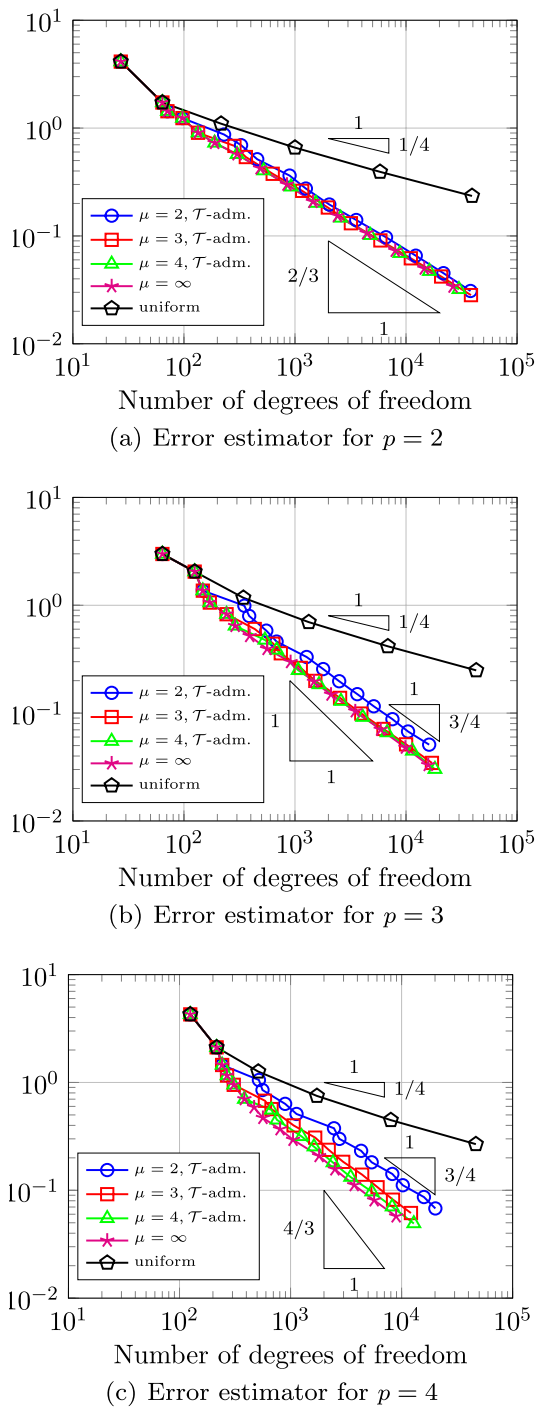 10^1
10^0
1
1/4
10^-1
μ = 2, 𝒯-adm.
μ = 3, 𝒯-adm.
μ = 4, 𝒯-adm.
μ = ∞
uniform
2/3
1
10^-2
10^1 10^2 10^3 10^4 10^5
Number of degrees of freedom
(a) Error estimator for p = 2
10^1
10^0
1
1/4
10^-1
μ = 2, 𝒯-adm.
μ = 3, 𝒯-adm.
μ = 4, 𝒯-adm.
μ = ∞
uniform
1
1
1
3/4
10^-2
10^1 10^2 10^3 10^4 10^5
Number of degrees of freedom
(b) Error estimator for p = 3
10^1
10^0
1
1/4
10^-1
1
3/4
μ = 2, 𝒯-adm.
μ = 3, 𝒯-adm.
μ = 4, 𝒯-adm.
μ = ∞
uniform
4/3
1
10^-2
10^1 10^2 10^3 10^4 10^5
Number of degrees of freedom
(c) Error estimator for p = 4